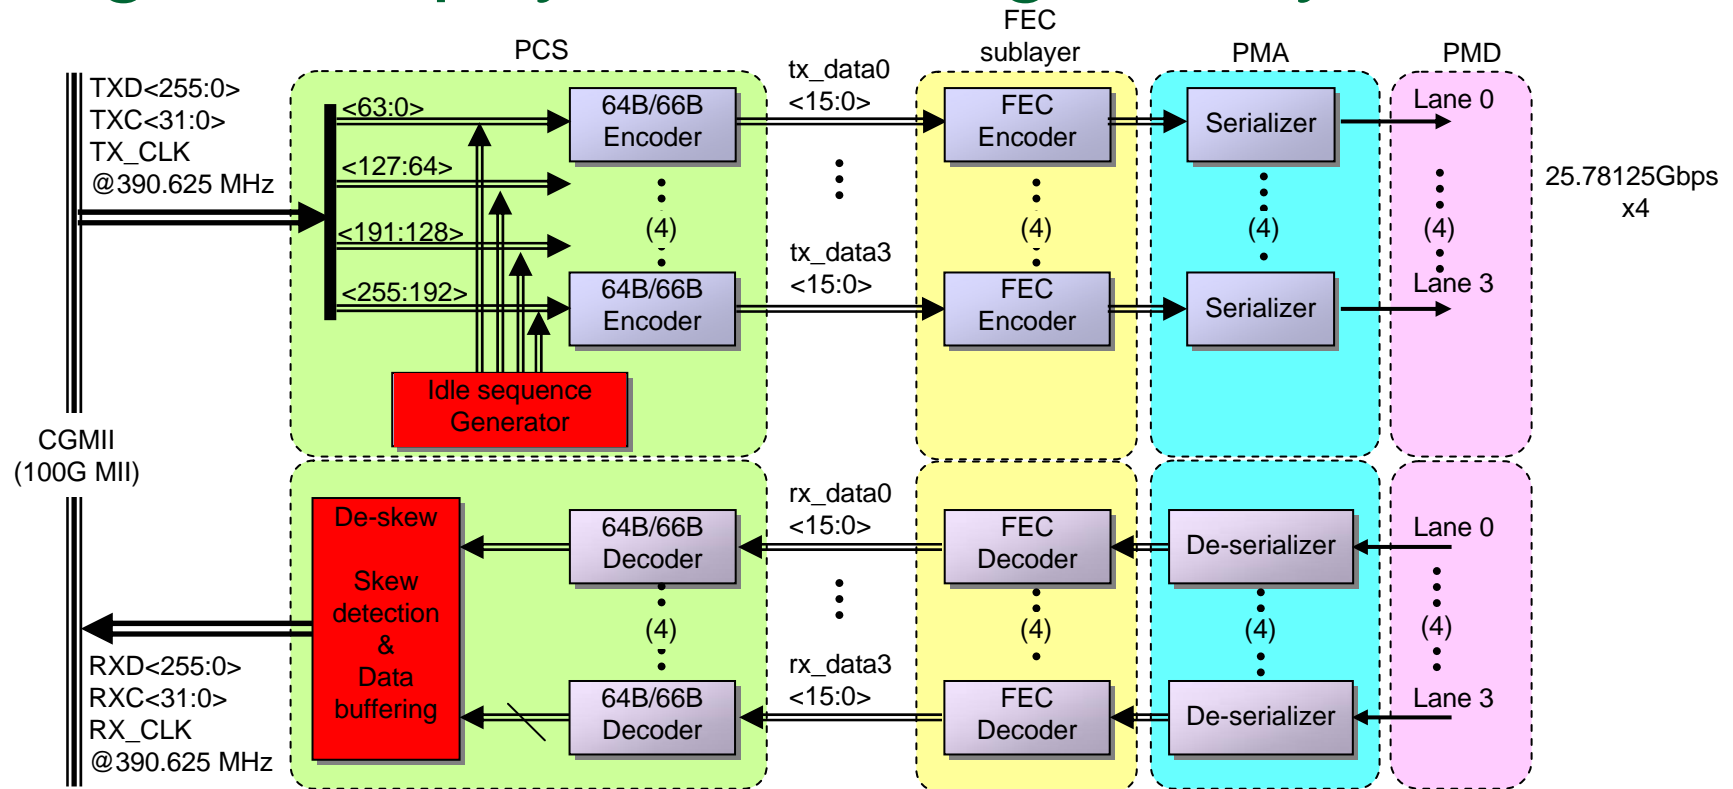 PCS
FEC
sublayer
PMA
PMD
TXD<255:0>
TXC<31:0>
TX_CLK
@390.625 MHz
<63:0>
<127:64>
<191:128>
<255:192>
64B/66B
Encoder
(4)
64B/66B
Encoder
Idle sequence
Generator
tx_data0
<15:0>
tx_data3
<15:0>
FEC
Encoder
(4)
FEC
Encoder
Serializer
(4)
Serializer
Lane 0
(4)
Lane 3
25.78125Gbps
x4
CGMII
(100G MII)
RXD<255:0>
RXC<31:0>
RX_CLK
@390.625 MHz
De-skew
Skew
detection
&
Data
buffering
64B/66B
Decoder
(4)
64B/66B
Decoder
rx_data0
<15:0>
rx_data3
<15:0>
FEC
Decoder
(4)
FEC
Decoder
De-serializer
(4)
De-serializer
Lane 0
(4)
Lane 3